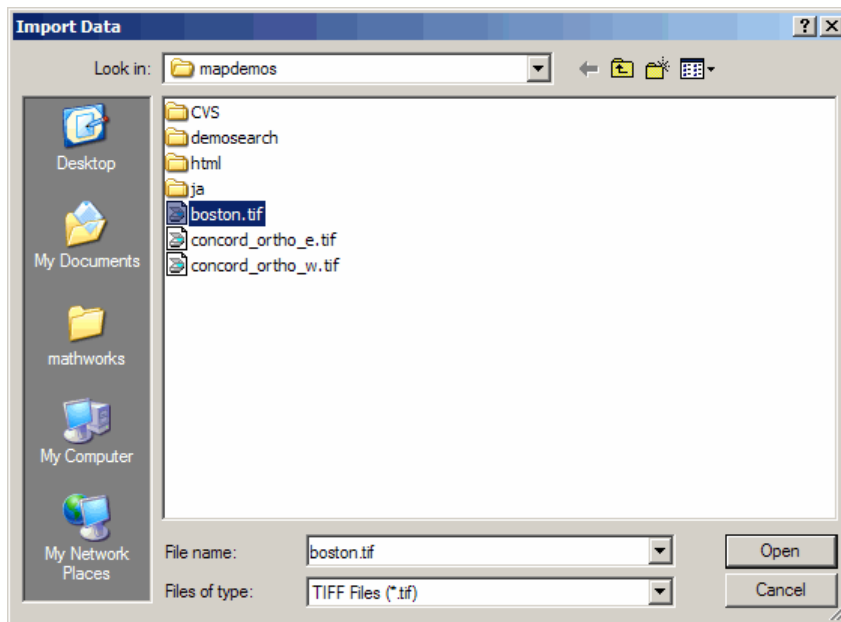 Import Data
Look in: mapdemos
CVS
demosearch
html
ja
boston.tif
concord_ortho_e.tif
concord_ortho_w.tif
Desktop
My Documents
mathworks
My Computer
My Network
Places
File name: boston.tif Open
Files of type: TIFF Files (*.tif) Cancel